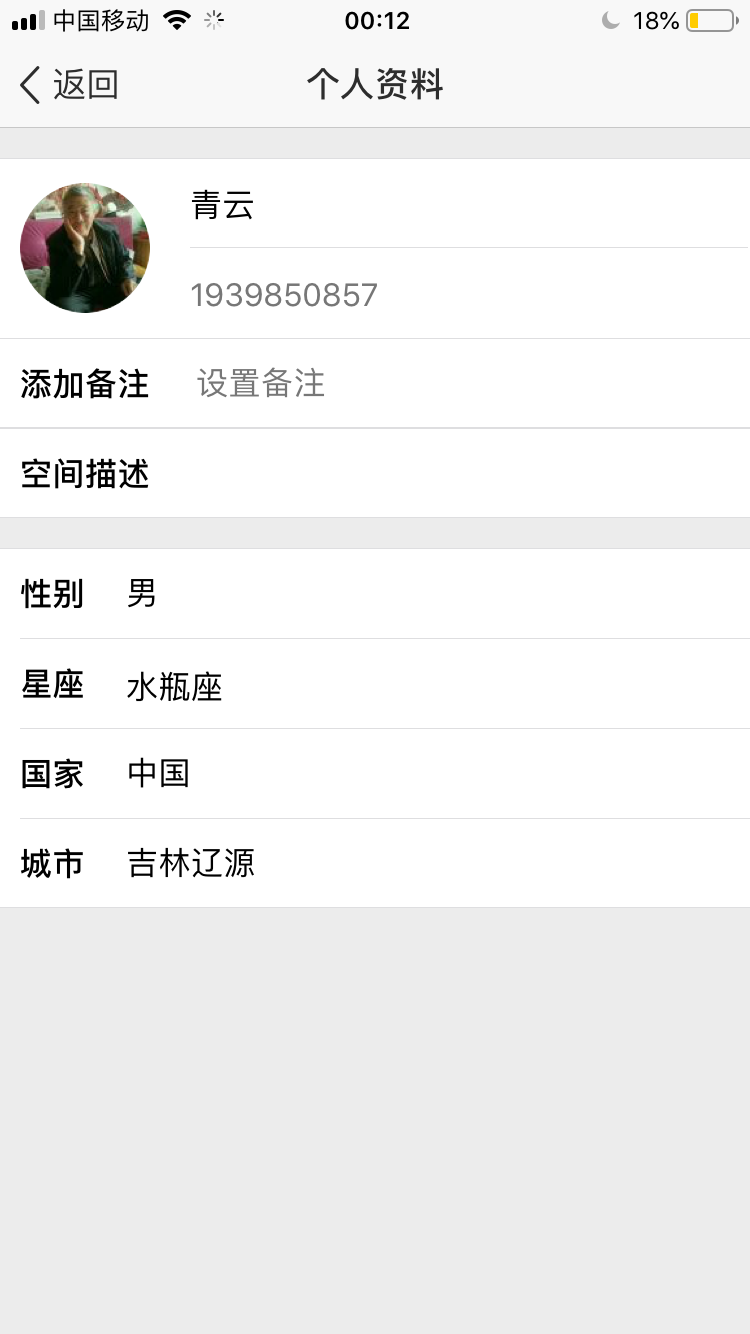 中国移动 00:12 18%
返回 个人资料
青云
1939850857
添加备注 设置备注
空间描述
性别 男
星座 水瓶座
国家 中国
城市 吉林辽源